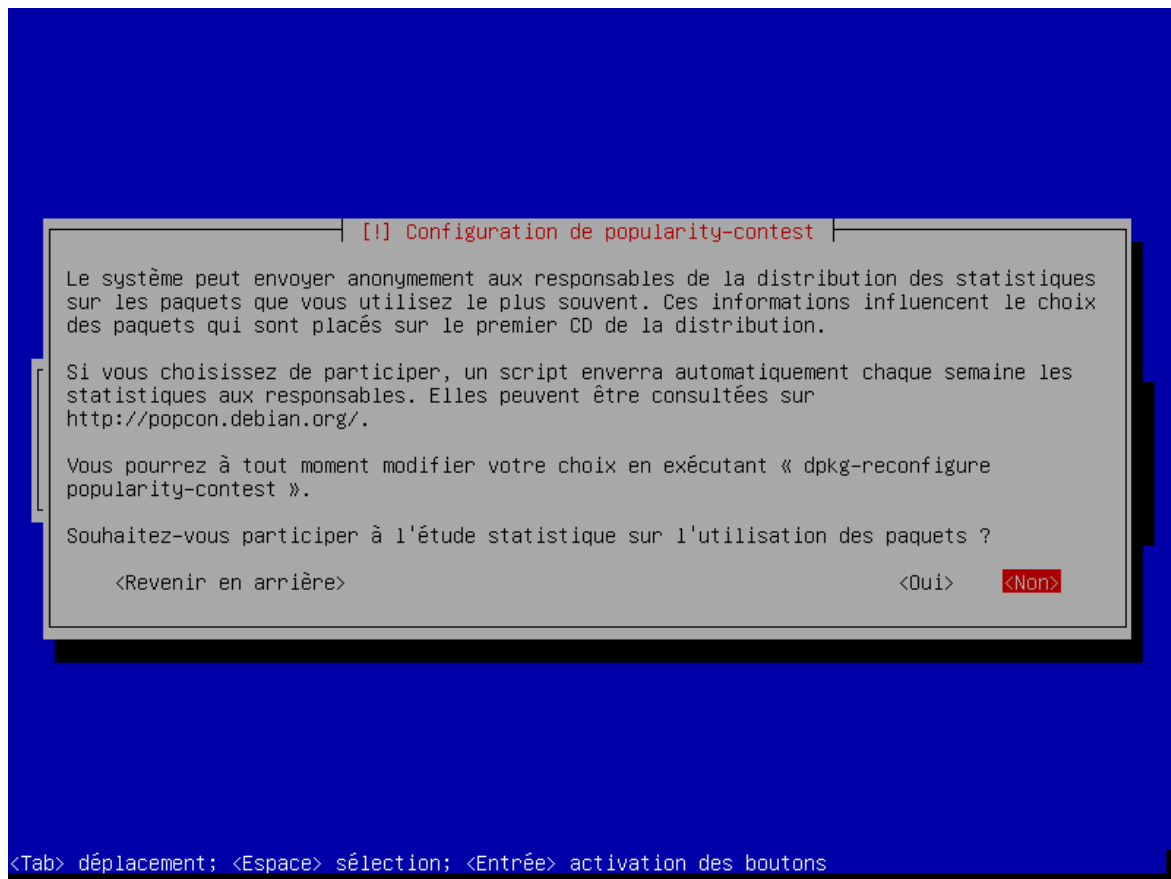 [!] Configuration de popularity-contest
Le système peut envoyer anonymement aux responsables de la distribution des statistiques
sur les paquets que vous utilisez le plus souvent. Ces informations influencent le choix
des paquets qui sont placés sur le premier CD de la distribution.
Si vous choisissez de participer, un script enverra automatiquement chaque semaine les
statistiques aux responsables. Elles peuvent être consultées sur
http://popcon.debian.org/.
Vous pourrez à tout moment modifier votre choix en exécutant « dpkg-reconfigure
popularity-contest ».
Souhaitez-vous participer à l'étude statistique sur l'utilisation des paquets ?
<Revenir en arrière> <Oui> <Non>
<Tab> déplacement; <Espace> sélection; <Entrée> activation des boutons